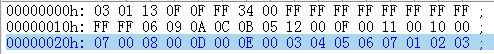 00000000h: 03 01 13 0F 0F FF 34 00 FF FF FF FF FF FF FF FF ;
00000010h: FF FF 06 09 0A 0C 0B 05 12 00 0F FF 00 11 00 10 00 ;
00000020h: 07 00 08 00 0D 00 0E 00 03 04 05 06 07 01 02 03 ;